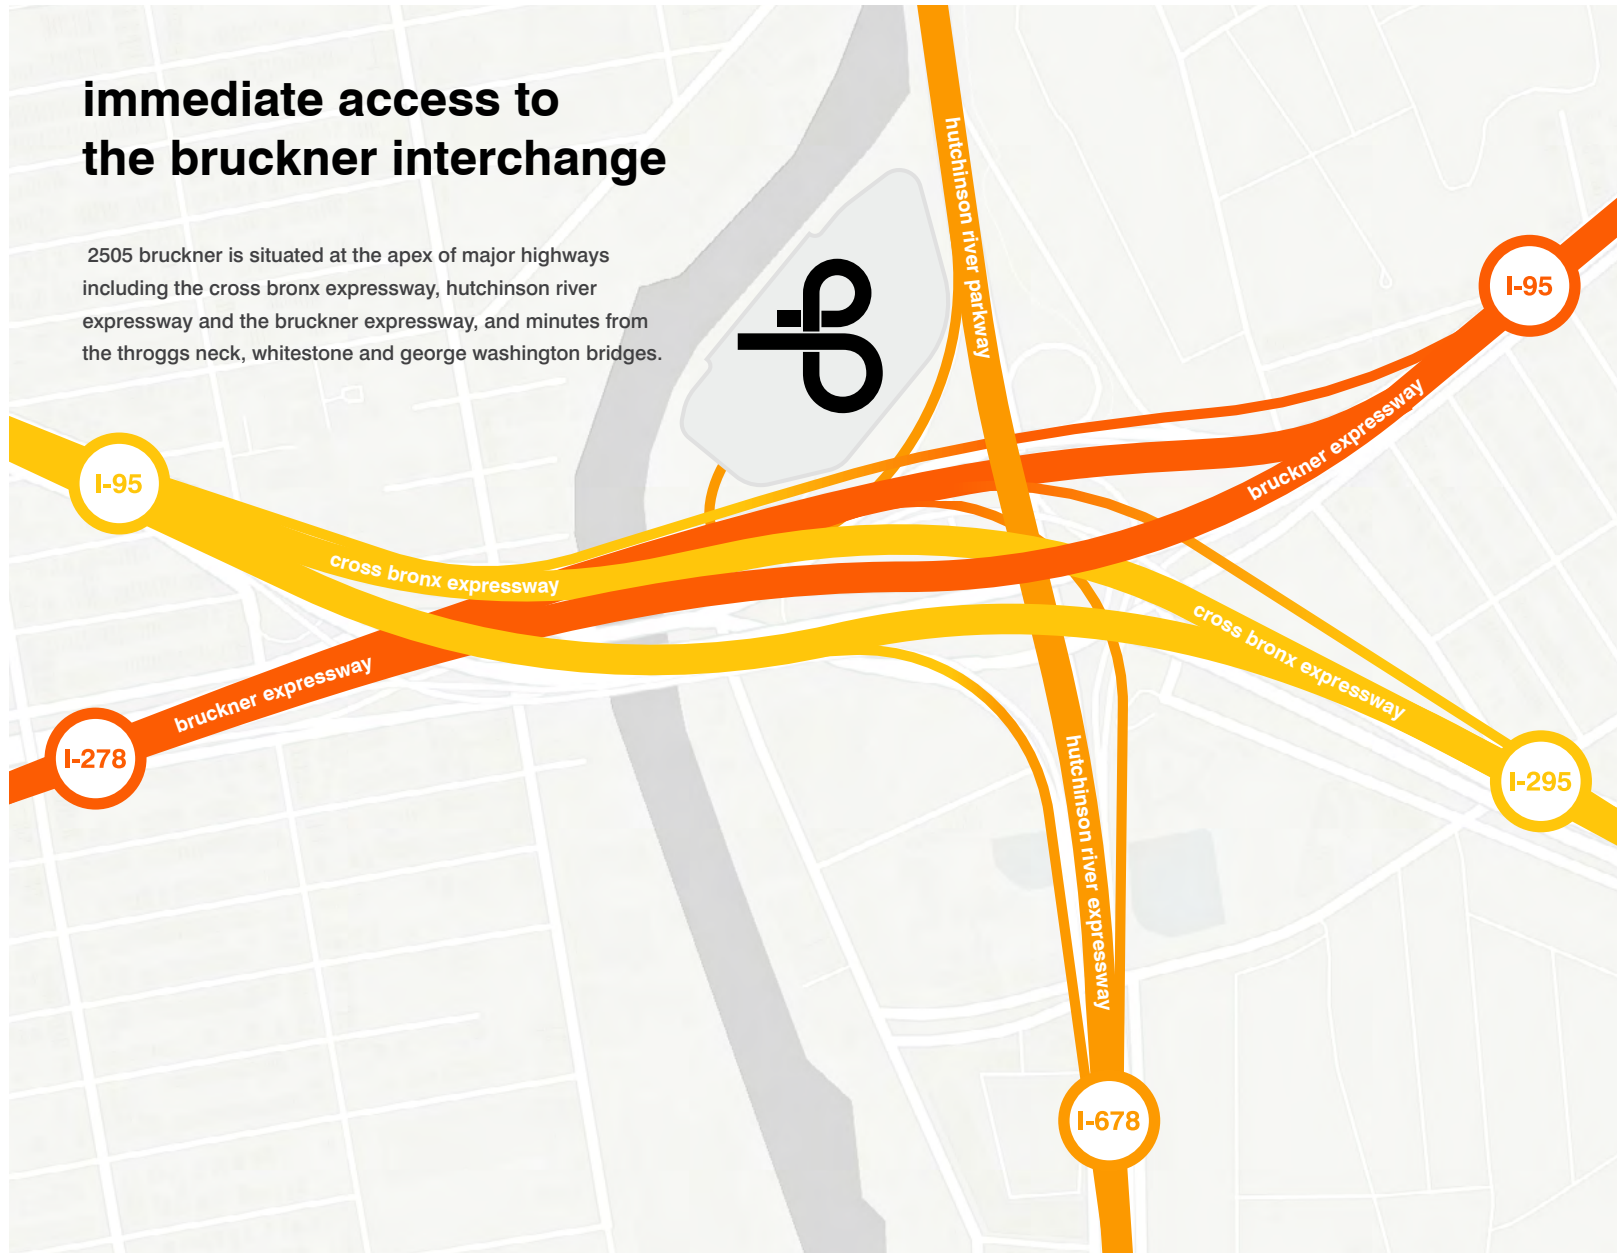 immediate access to
the bruckner interchange
2505 bruckner is situated at the apex of major highways
including the cross bronx expressway, hutchinson river
expressway and the bruckner expressway, and minutes from
the throggs neck, whitestone and george washington bridges.
hutchinson river parkway
I-95
bruckner expressway
I-95
cross bronx expressway
cross bronx expressway
bruckner expressway
I-278
I-295
hutchinson river expressway
I-678